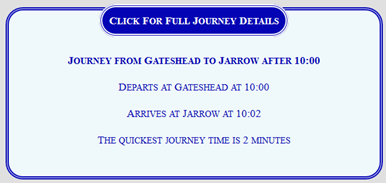 Click For Full Journey Details
Journey from Gateshead to Jarrow after 10:00
Departs at Gateshead at 10:00
Arrives at Jarrow at 10:02
The quickest journey time is 2 minutes